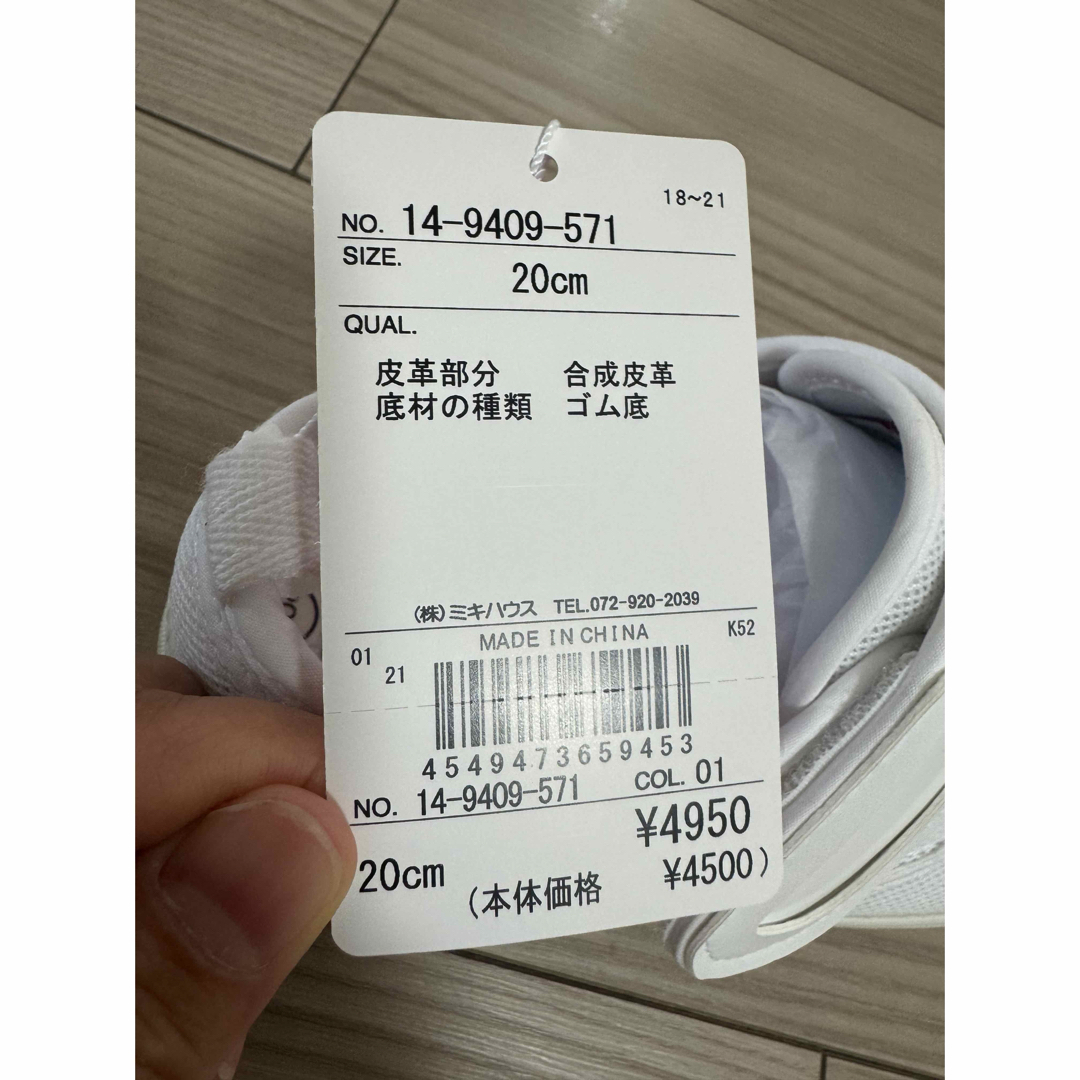 18~21
NO. 14-9409-571
SIZE.
20cm
QUAL.
皮革部分 合成皮革
底材の種類 ゴム底
(株)ミキハウス TEL.072-920-2039
MADE IN CHINA K52
01
21
4549473659453
NO. 14-9409-571 COL. 01
¥4950
20cm (本体価格 ¥4500)